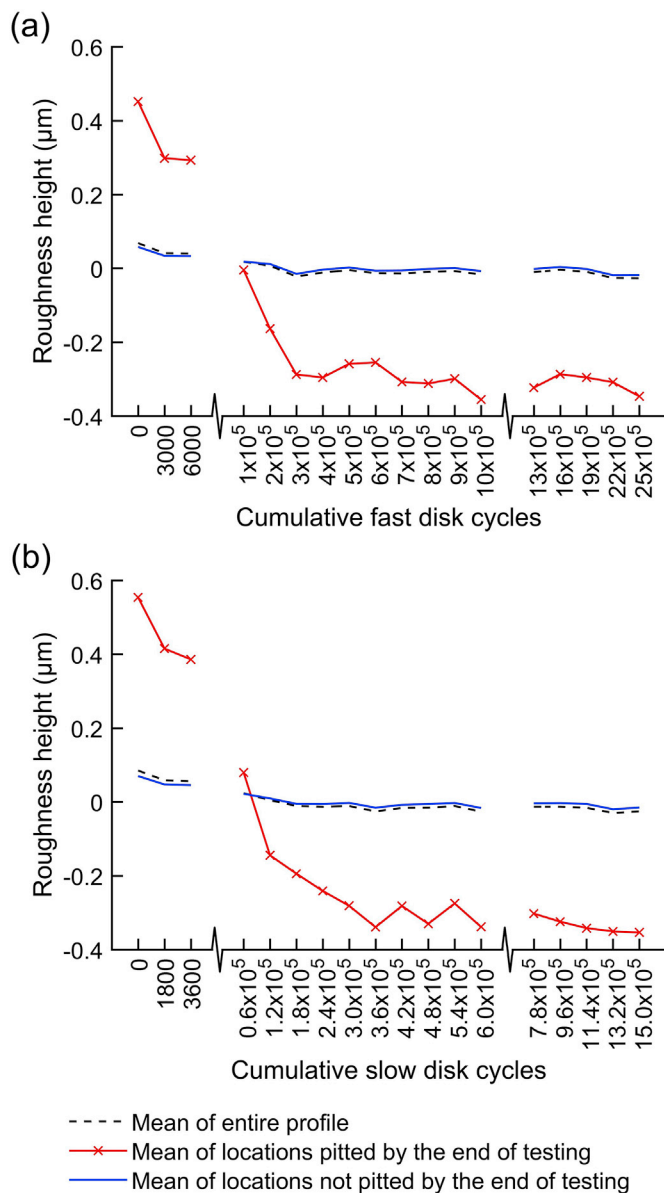 (a)
0.6
0.4
0.2
0
-0.2
-0.4
Roughness height (µm)
0
3000
6000
1x10⁵
2x10⁵
3x10⁵
4x10⁵
5x10⁵
6x10⁵
7x10⁵
8x10⁵
9x10⁵
10x10⁵
13x10⁵
16x10⁵
19x10⁵
22x10⁵
25x10⁵
Cumulative fast disk cycles
(b)
0.6
0.4
0.2
0
-0.2
-0.4
Roughness height (µm)
0
1800
3600
0.6x10⁵
1.2x10⁵
1.8x10⁵
2.4x10⁵
3.0x10⁵
3.6x10⁵
4.2x10⁵
4.8x10⁵
5.4x10⁵
6.0x10⁵
7.8x10⁵
9.6x10⁵
11.4x10⁵
13.2x10⁵
15.0x10⁵
Cumulative slow disk cycles
Mean of entire profile
Mean of locations pitted by the end of testing
Mean of locations not pitted by the end of testing